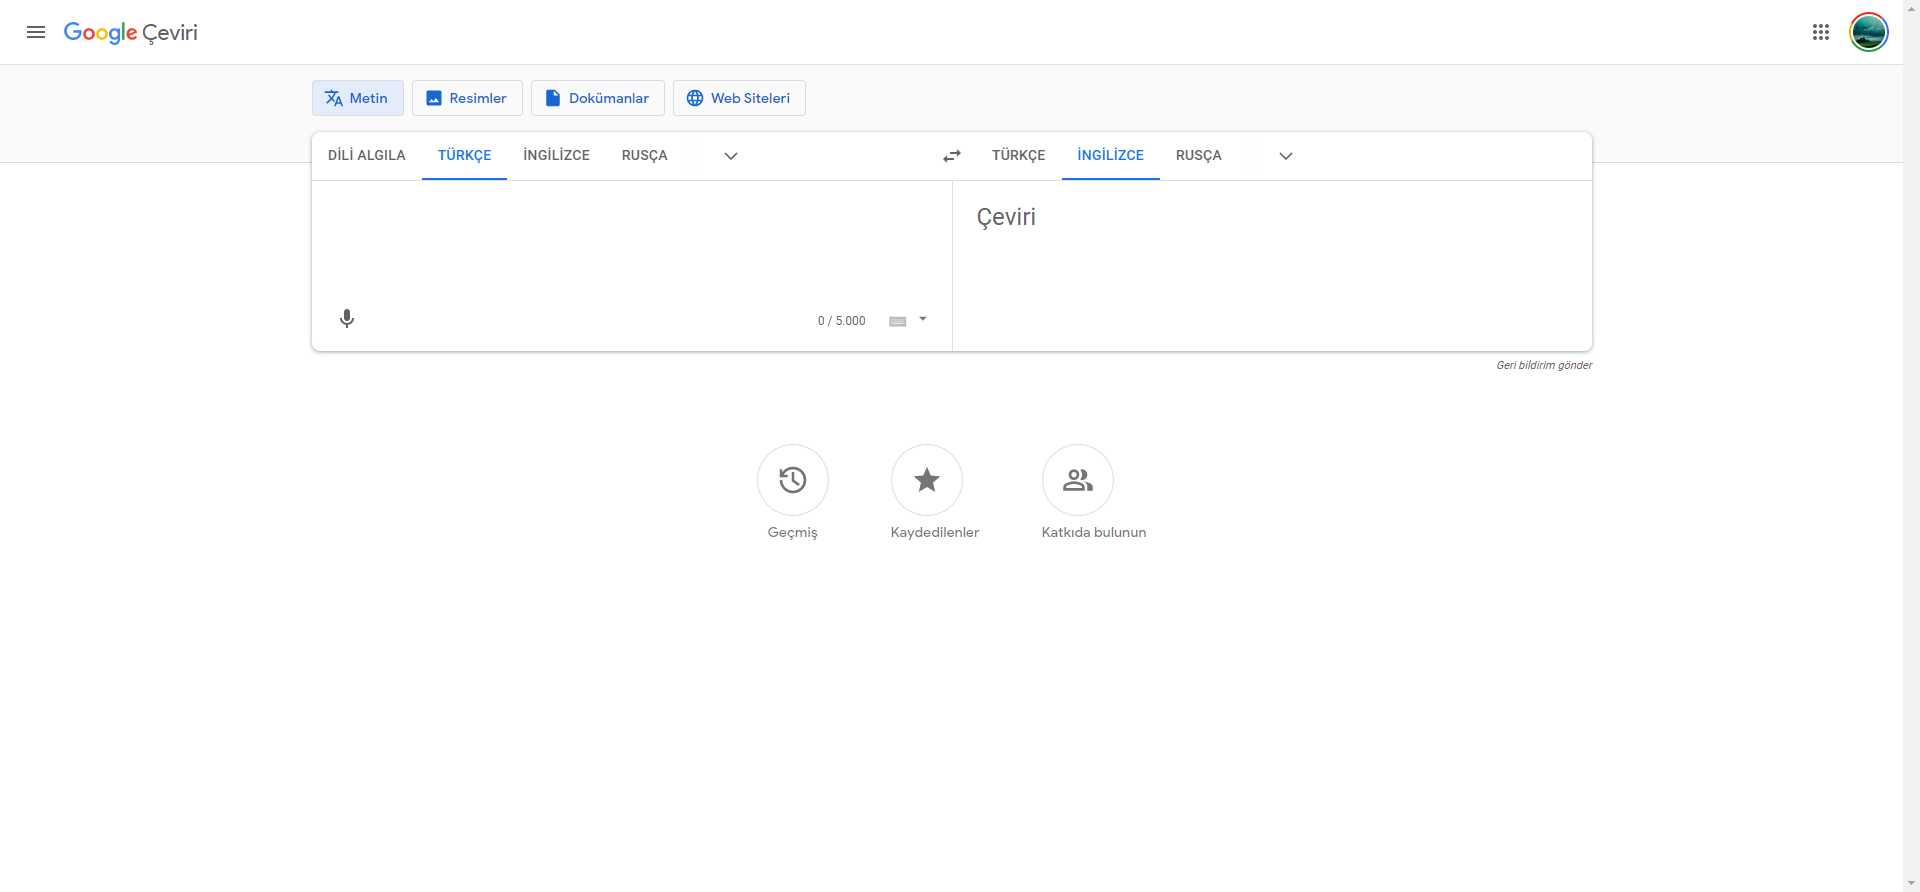 Google Çeviri
Metin Resimler Dokümanlar Web Siteleri
DİLİ ALGILA TÜRKÇE İNGİLİZCE RUSÇA TÜRKÇE İNGİLİZCE RUSÇA
Çeviri
0 / 5.000
Geri bildirim gönder
Geçmiş Kaydedilenler Katkıda bulunun